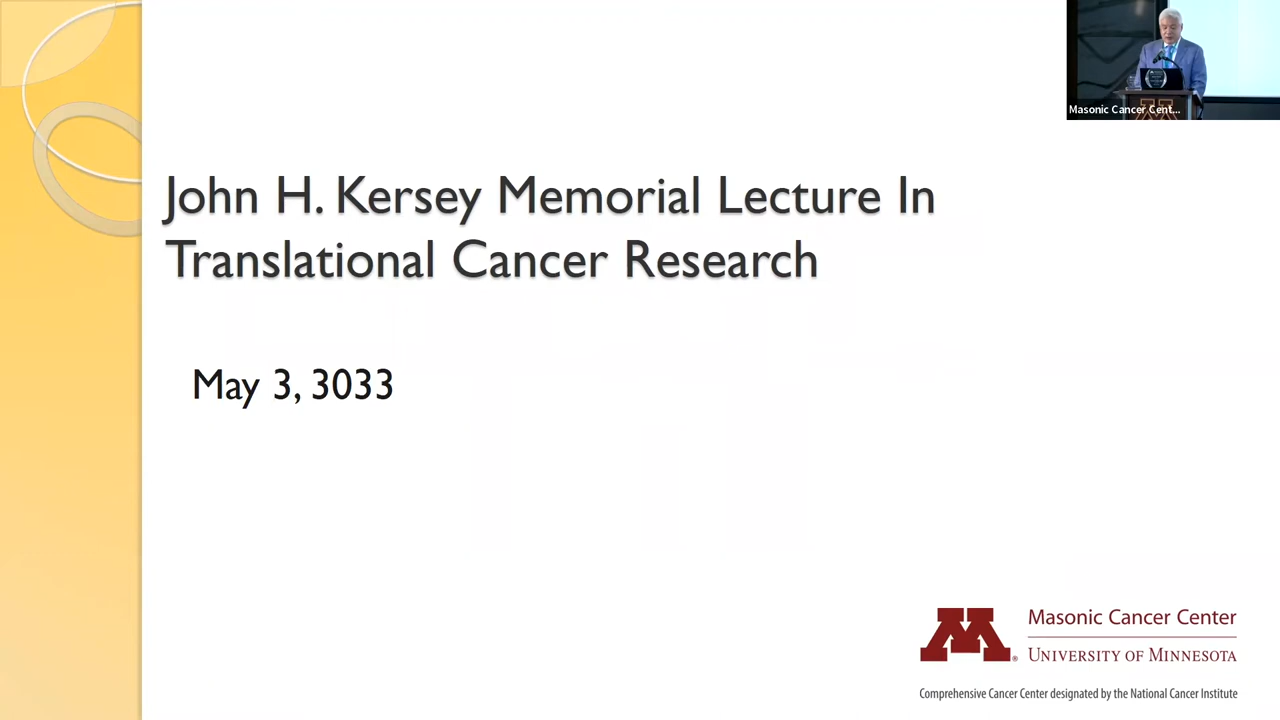 Masonic Cancer Cent...
John H. Kersey Memorial Lecture In
Translational Cancer Research
May 3, 3033
M®
Masonic Cancer Center
UNIVERSITY OF MINNESOTA
Comprehensive Cancer Center designated by the National Cancer Institute